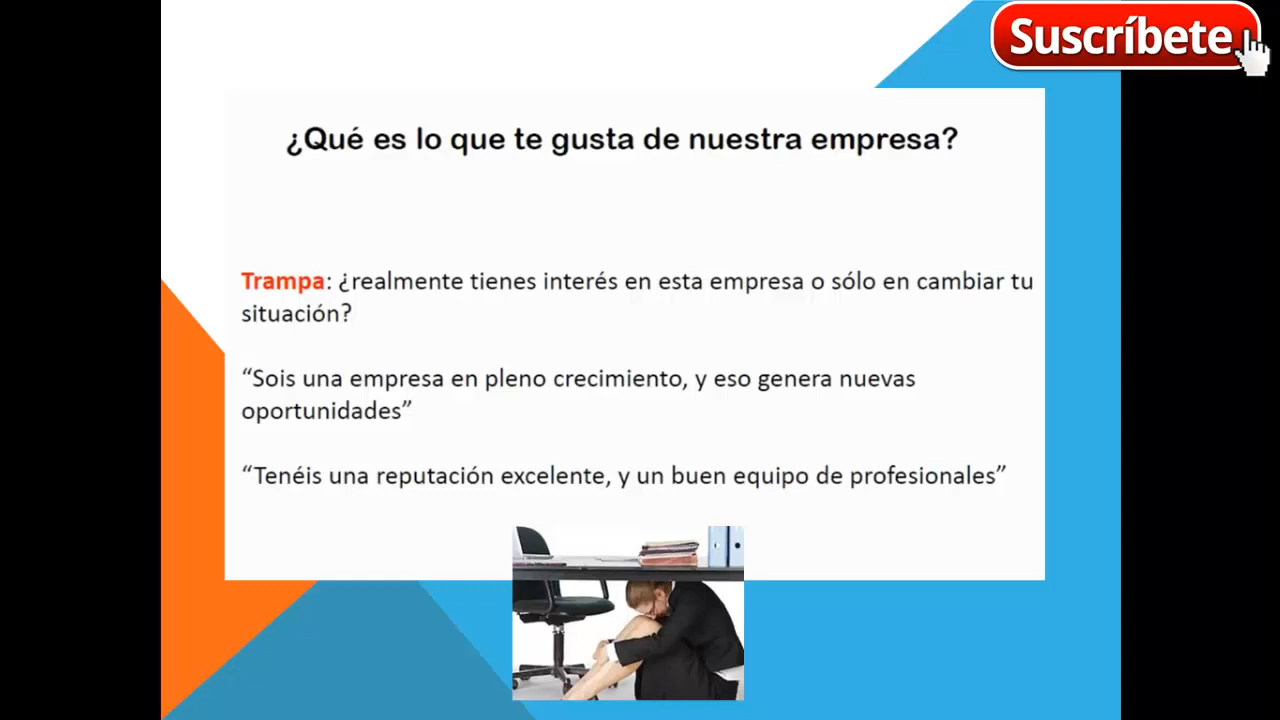 Suscríbete
¿Qué es lo que te gusta de nuestra empresa?
Trampa: ¿realmente tienes interés en esta empresa o sólo en cambiar tu
situación?
“Sois una empresa en pleno crecimiento, y eso genera nuevas
oportunidades”
“Tenéis una reputación excelente, y un buen equipo de profesionales”